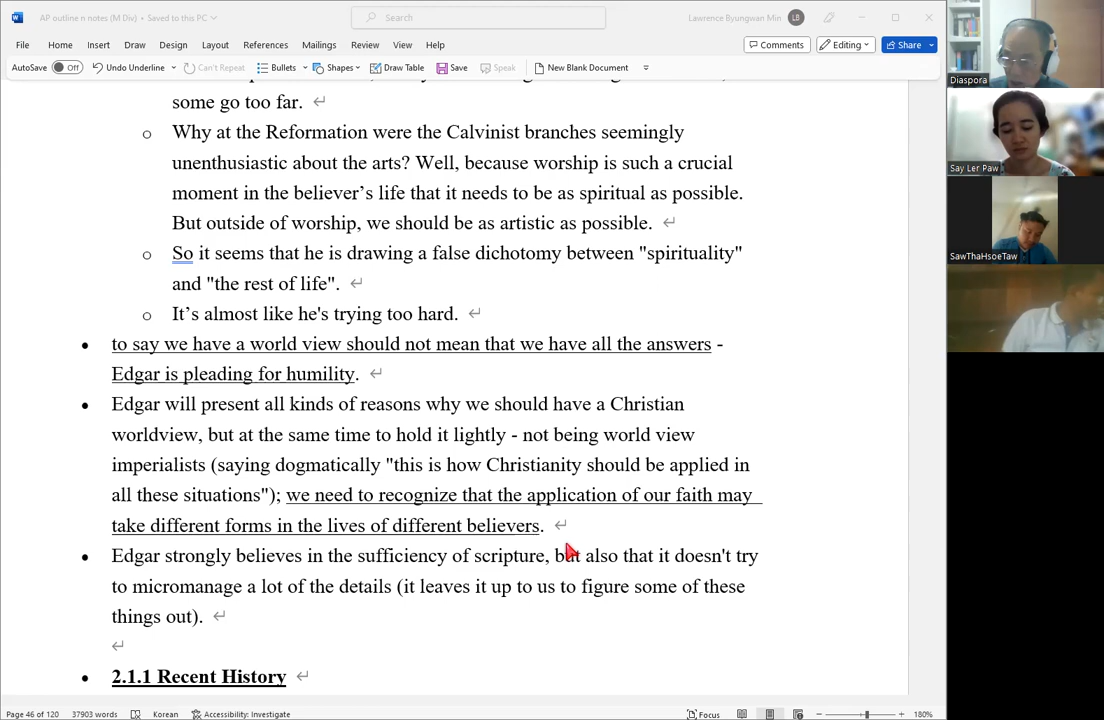 AP outline n notes (M.Div) • Saved to this PC
Search
Lawrence Byungwan Min
LB
File Home Insert Draw Design Layout References Mailings Review View Help
Comments Editing Share
AutoSave Off Undo Underline Can't Repeat Bullets Shapes Draw Table Save Speak New Blank Document
some go too far.
o Why at the Reformation were the Calvinist branches seemingly
unenthusiastic about the arts? Well, because worship is such a crucial
moment in the believer's life that it needs to be as spiritual as possible.
But outside of worship, we should be as artistic as possible.
o So it seems that he is drawing a false dichotomy between "spirituality"
and "the rest of life".
o It's almost like he's trying too hard.
• to say we have a world view should not mean that we have all the answers -
Edgar is pleading for humility.
• Edgar will present all kinds of reasons why we should have a Christian
worldview, but at the same time to hold it lightly - not being world view
imperialists (saying dogmatically "this is how Christianity should be applied in
all these situations"); we need to recognize that the application of our faith may
take different forms in the lives of different believers.
• Edgar strongly believes in the sufficiency of scripture, but also that it doesn't try
to micromanage a lot of the details (it leaves it up to us to figure some of these
things out).
• 2.1.1 Recent History
Page 46 of 120 37903 words Korean Accessibility: Investigate Focus 180%
Diaspora
Say Ler Paw
SawThaHsoeTaw